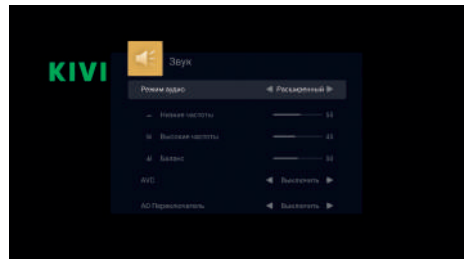 KIVI
Звук
Режим аудио Расширенный
Низкие частоты
Высокие частоты
Баланс
AVC Выключить
AD Переключатель Выключить